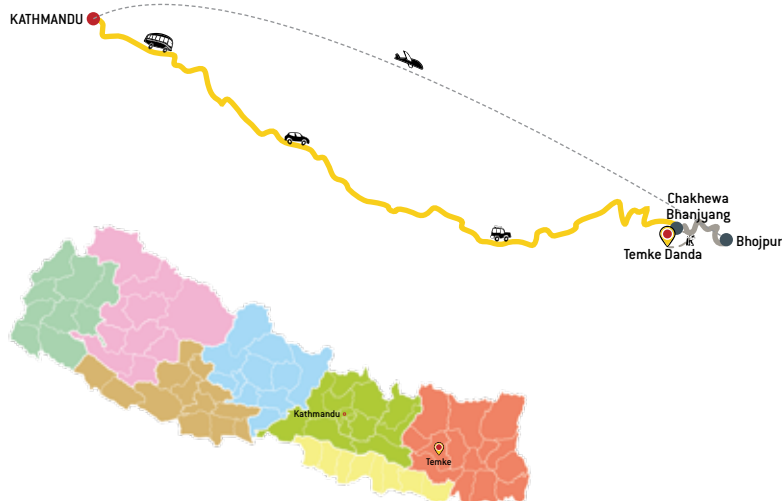 KATHMANDU
Chakhewa
Bhanjyang
Bhojpur
Temke Danda
Kathmandu
Temke